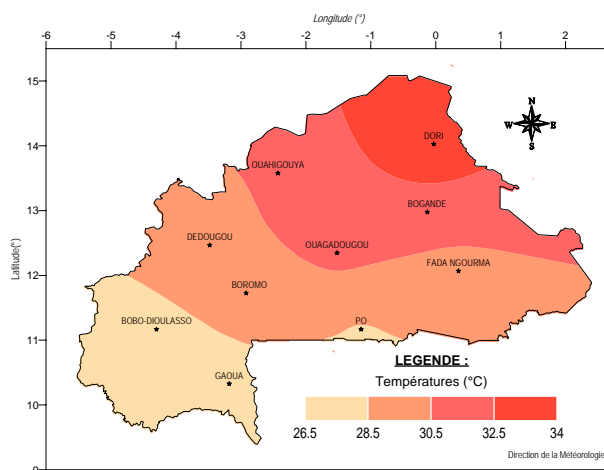 Longitude (°)
-6 -5 -4 -3 -2 -1 0 1 2
Latitude(°)
15
14
13
12
11
10
9
N
W E
S
DORI
OUAHIGOUYA
BOGANDE
DEDOUGOU
OUAGADOUGOU
FADA NGOURMA
BOROMO
BOBO-DIOULASSO
PO
GAOUA
LEGENDE :
Températures (°C)
26.5 28.5 30.5 32.5 34
Direction de la Météorologie